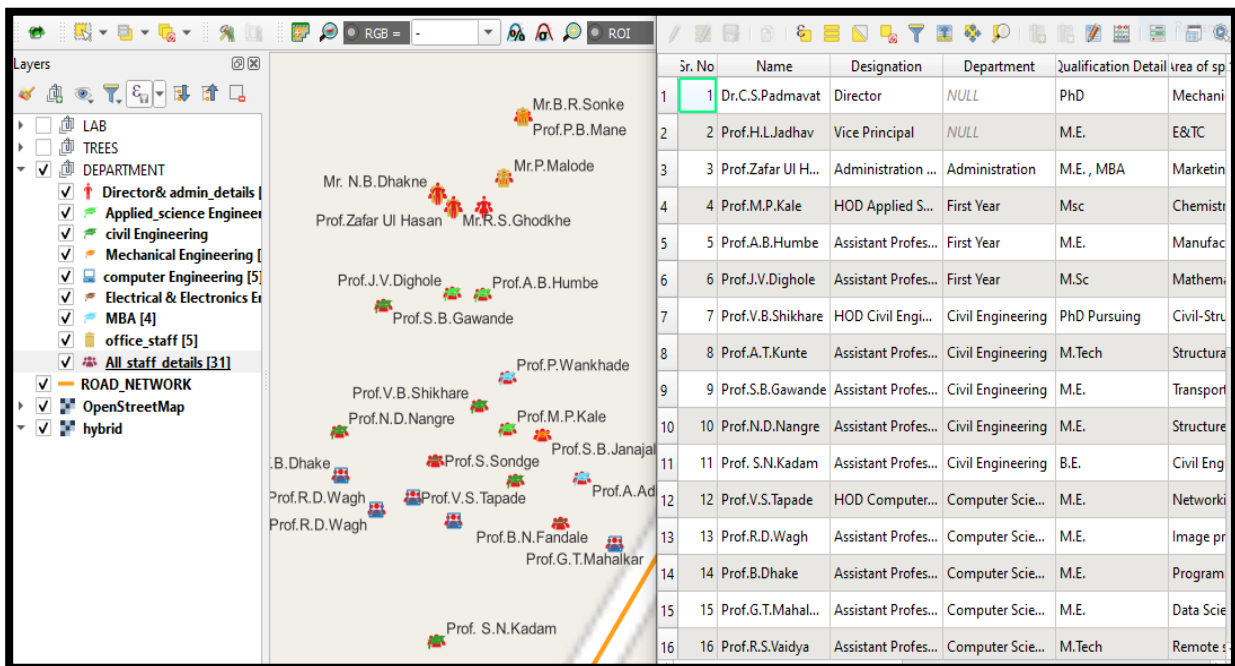 RGB = -
ROI
Layers
LAB
TREES
DEPARTMENT
Director& admin_details [
Applied_science Engineer
civil Engineering
Mechanical Engineering [
computer Engineering [5]
Electrical & Electronics Er
MBA [4]
office_staff [5]
All_staff_details [31]
ROAD_NETWORK
OpenStreetMap
hybrid
Mr.B.R.Sonke
Prof.P.B.Mane
Mr.P.Malode
Mr. N.B.Dhakne
Prof.Zafar Ul Hasan
Mr.R.S.Ghodkhe
Prof.J.V.Dighole
Prof.A.B.Humbe
Prof.S.B.Gawande
Prof.P.Wankhade
Prof.V.B.Shikhare
Prof.N.D.Nangre
Prof.M.P.Kale
Prof.S.B.Janajal
.B.Dhake
Prof.S.Sondge
Prof.R.D.Wagh
Prof.V.S.Tapade
Prof.A.Ad
Prof.R.D.Wagh
Prof.B.N.Fandale
Prof.G.T.Mahalkar
Prof. S.N.Kadam
Sr. No Name Designation Department Qualification Detail Area of sp
1 1 Dr.C.S.Padmavat Director NULL PhD Mechani
2 2 Prof.H.L.Jadhav Vice Principal NULL M.E. E&TC
3 3 Prof.Zafar Ul H... Administration ... Administration M.E. , MBA Marketin
4 4 Prof.M.P.Kale HOD Applied S... First Year Msc Chemistr
5 5 Prof.A.B.Humbe Assistant Profes... First Year M.E. Manufac
6 6 Prof.J.V.Dighole Assistant Profes... First Year M.Sc Mathema
7 7 Prof.V.B.Shikhare HOD Civil Engi... Civil Engineering PhD Pursuing Civil-Stru
8 8 Prof.A.T.Kunte Assistant Profes... Civil Engineering M.Tech Structura
9 9 Prof.S.B.Gawande Assistant Profes... Civil Engineering M.E. Transport
10 10 Prof.N.D.Nangre Assistant Profes... Civil Engineering M.E. Structure
11 11 Prof. S.N.Kadam Assistant Profes... Civil Engineering B.E. Civil Eng
12 12 Prof.V.S.Tapade HOD Computer... Computer Scie... M.E. Networki
13 13 Prof.R.D.Wagh Assistant Profes... Computer Scie... M.E. Image pr
14 14 Prof.B.Dhake Assistant Profes... Computer Scie... M.E. Program
15 15 Prof.G.T.Mahal... Assistant Profes... Computer Scie... M.E. Data Scie
16 16 Prof.R.S.Vaidya Assistant Profes... Computer Scie... M.Tech Remote s